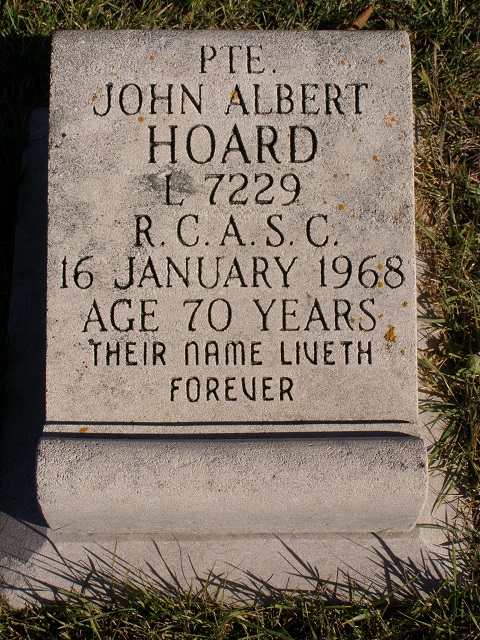 PTE.
JOHN ALBERT
HOARD
L 7229
R.C.A.S.C.
16 JANUARY 1968
AGE 70 YEARS
THEIR NAME LIVETH
FOREVER